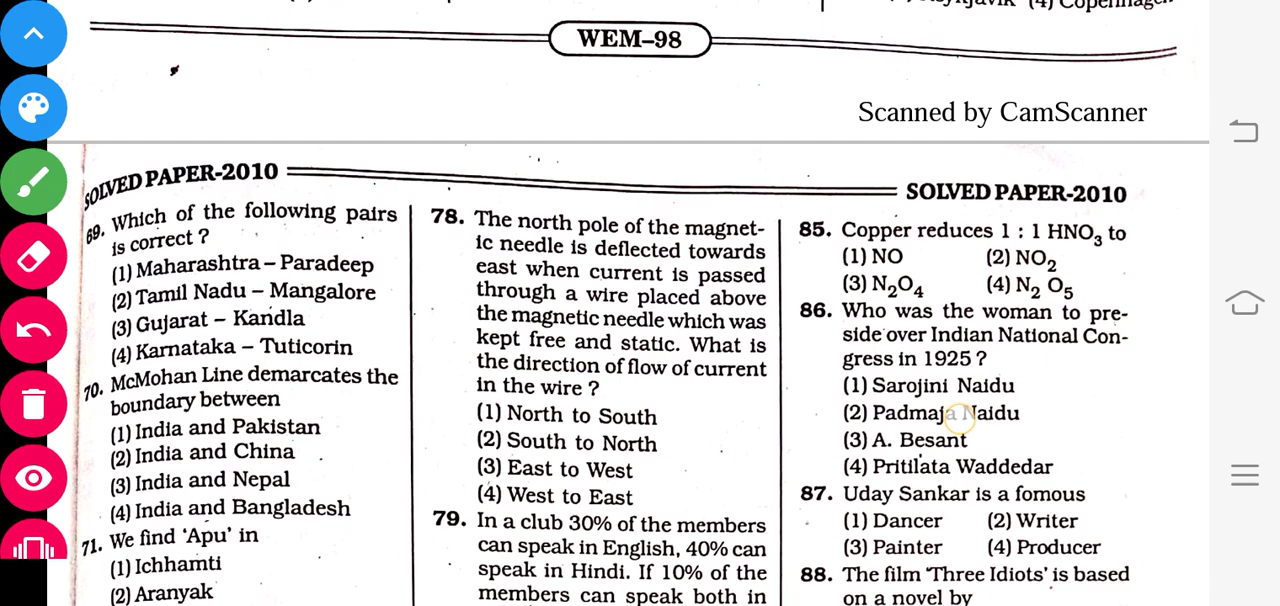 (4) Copenhagen
WEM–98
Scanned by CamScanner
SOLVED PAPER-2010
SOLVED PAPER-2010
69. Which of the following pairs
is correct ?
(1) Maharashtra – Paradeep
(2) Tamil Nadu – Mangalore
(3) Gujarat – Kandla
(4) Karnataka – Tuticorin
70. McMohan Line demarcates the
boundary between
(1) India and Pakistan
(2) India and China
(3) India and Nepal
(4) India and Bangladesh
71. We find ‘Apu’ in
(1) Ichhamti
(2) Aranyak
78. The north pole of the magnet-
ic needle is deflected towards
east when current is passed
through a wire placed above
the magnetic needle which was
kept free and static. What is
the direction of flow of current
in the wire ?
(1) North to South
(2) South to North
(3) East to West
(4) West to East
79. In a club 30% of the members
can speak in English, 40% can
speak in Hindi. If 10% of the
members can speak both in
85. Copper reduces 1 : 1 HNO₃ to
(1) NO (2) NO₂
(3) N₂O₄ (4) N₂ O₅
86. Who was the woman to pre-
side over Indian National Con-
gress in 1925 ?
(1) Sarojini Naidu
(2) Padmaja Naidu
(3) A. Besant
(4) Pritilata Waddedar
87. Uday Sankar is a fomous
(1) Dancer (2) Writer
(3) Painter (4) Producer
88. The film ‘Three Idiots’ is based
on a novel by